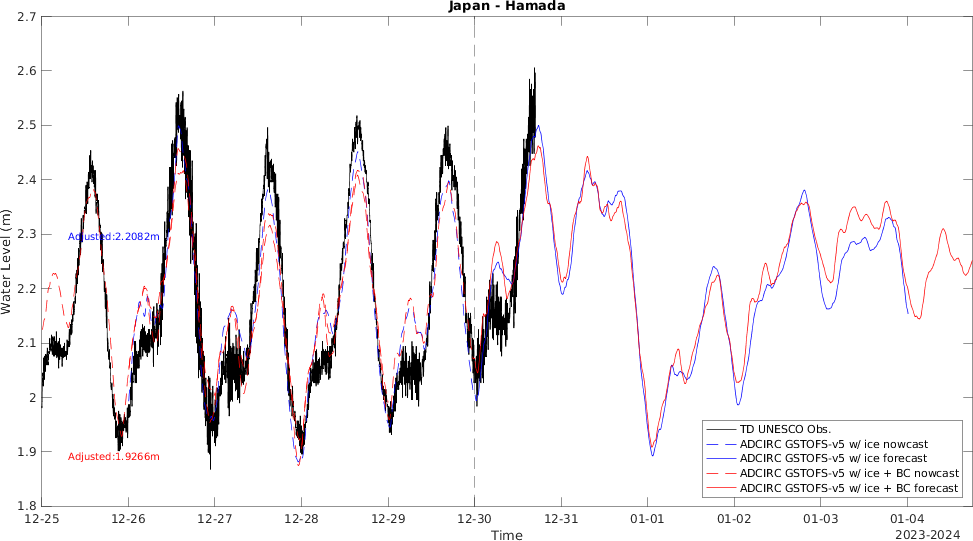 Japan - Hamada
2.7
2.6
2.5
2.4
2.3
2.2
2.1
2
1.9
1.8
Water Level (m)
Adjusted:2.2082m
Adjusted:1.9266m
TD UNESCO Obs.
ADCIRC GSTOFS-v5 w/ ice nowcast
ADCIRC GSTOFS-v5 w/ ice forecast
ADCIRC GSTOFS-v5 w/ ice + BC nowcast
ADCIRC GSTOFS-v5 w/ ice + BC forecast
12-25 12-26 12-27 12-28 12-29 12-30 12-31 01-01 01-02 01-03 01-04
Time
2023-2024